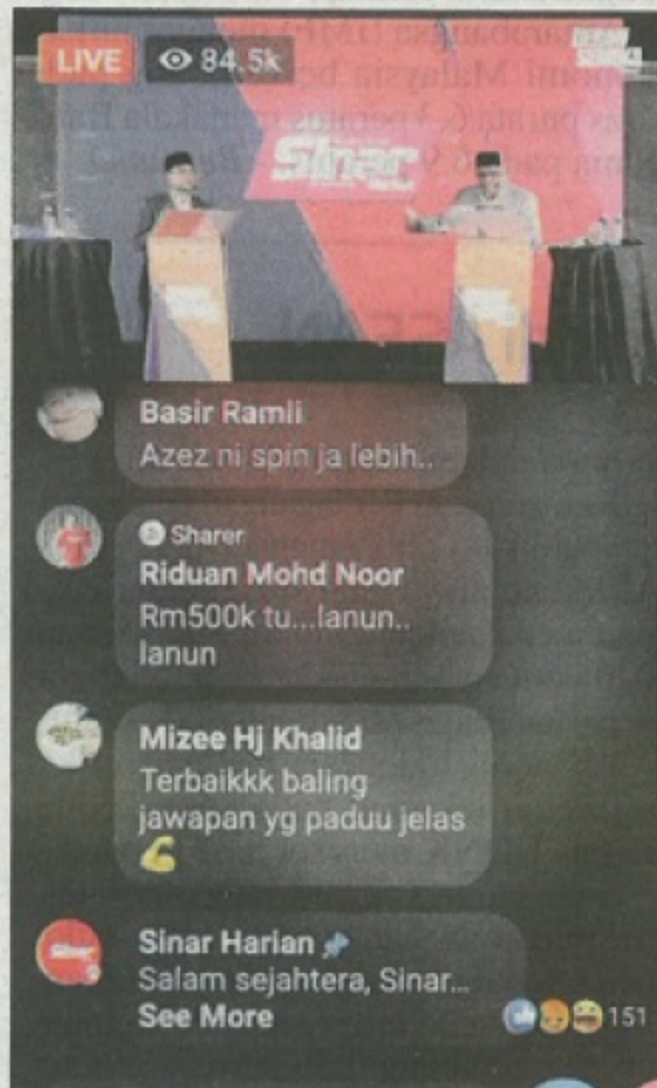 LIVE 84.5k
Sinar
Basir Ramli
Azez ni spin ja lebih..
Sharer
Riduan Mohd Noor
Rm500k tu...lanun..
lanun
Mizee Hj Khalid
Terbaikkk baling
jawapan yg paduu jelas
💪
Sinar Harian
Salam sejahtera, Sinar...
See More
151